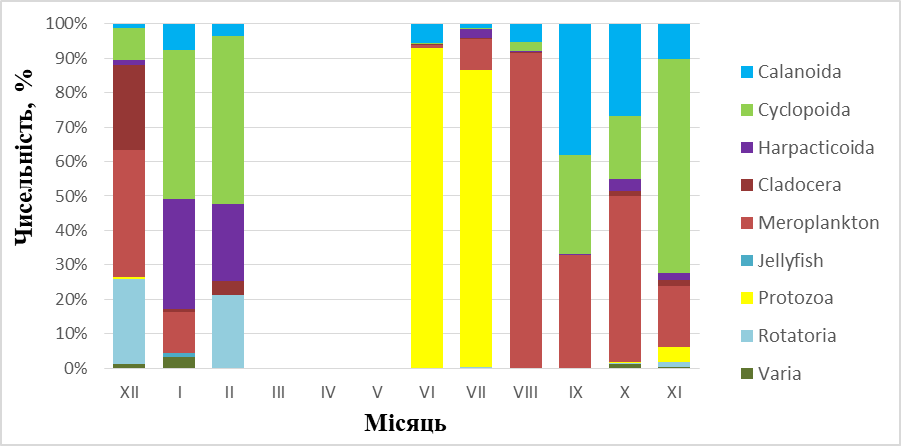 100%
90%
80%
70%
60%
50%
40%
30%
20%
10%
0%
Чисельність, %
XII I II III IV V VI VII VIII IX X XI
Місяць
Calanoida
Cyclopoida
Harpacticoida
Cladocera
Meroplankton
Jellyfish
Protozoa
Rotatoria
Varia